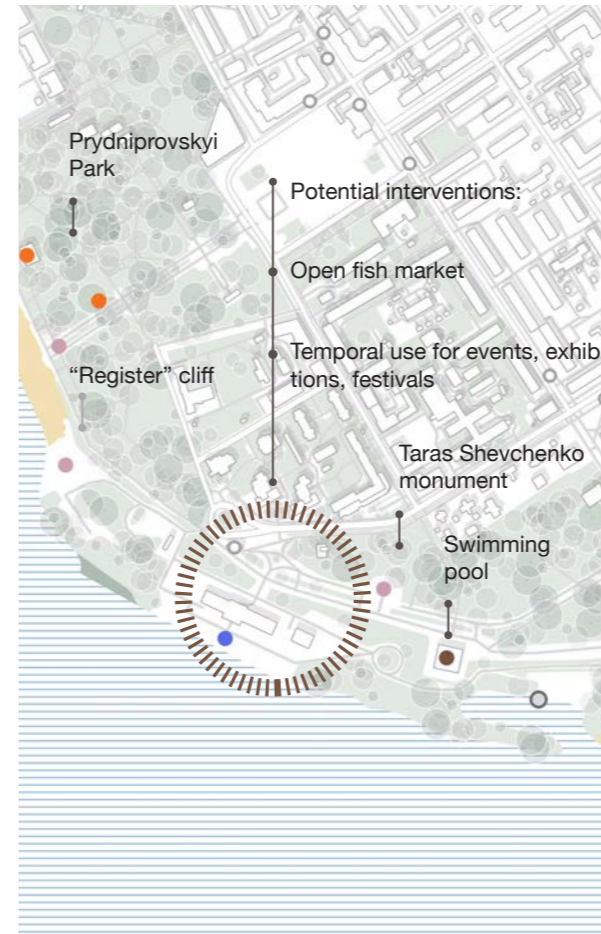 Prydniprovskyi
Park
Potential interventions:
Open fish market
Temporal use for events, exhib
tions, festivals
“Register” cliff
Taras Shevchenko
monument
Swimming
pool